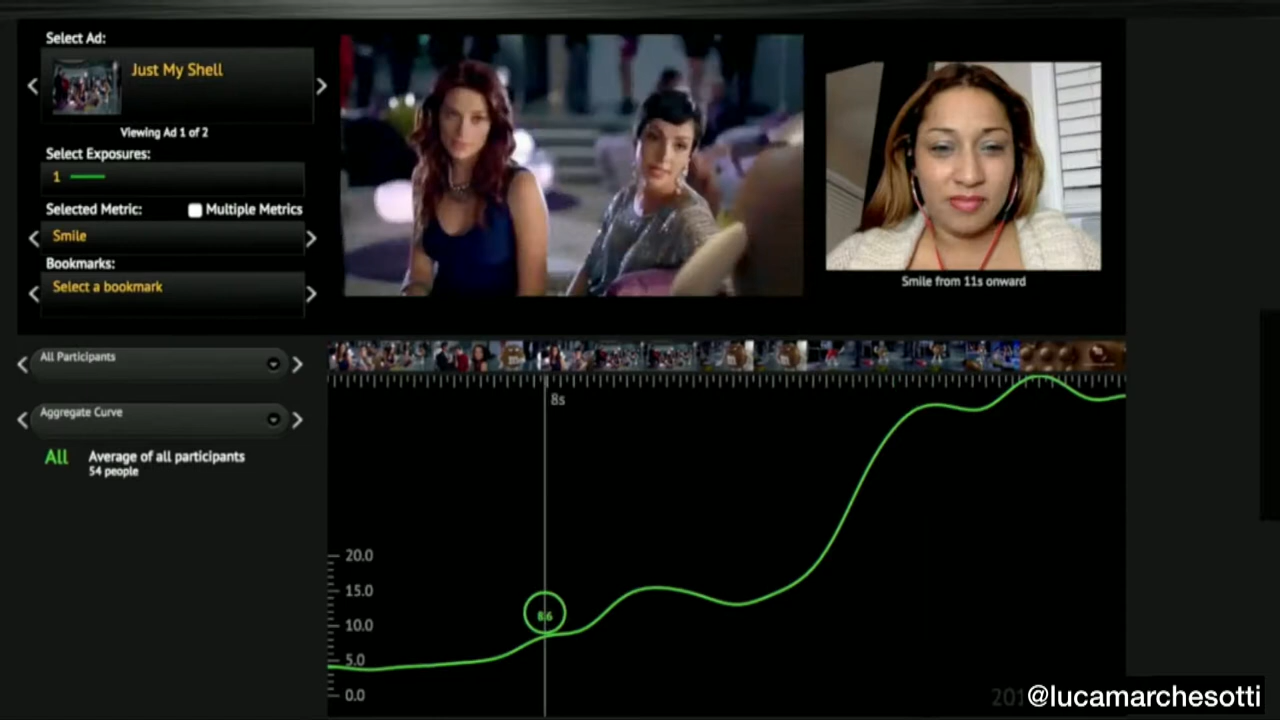 Select Ad:
Just My Shell
Viewing Ad 1 of 2
Select Exposures:
1
Selected Metric:
Multiple Metrics
Smile
Bookmarks:
Select a bookmark
Smile from 11s onward
All Participants
8s
Aggregate Curve
All
Average of all participants
54 people
20.0
15.0
10.0
8.6
5.0
0.0
@lucamarchesotti